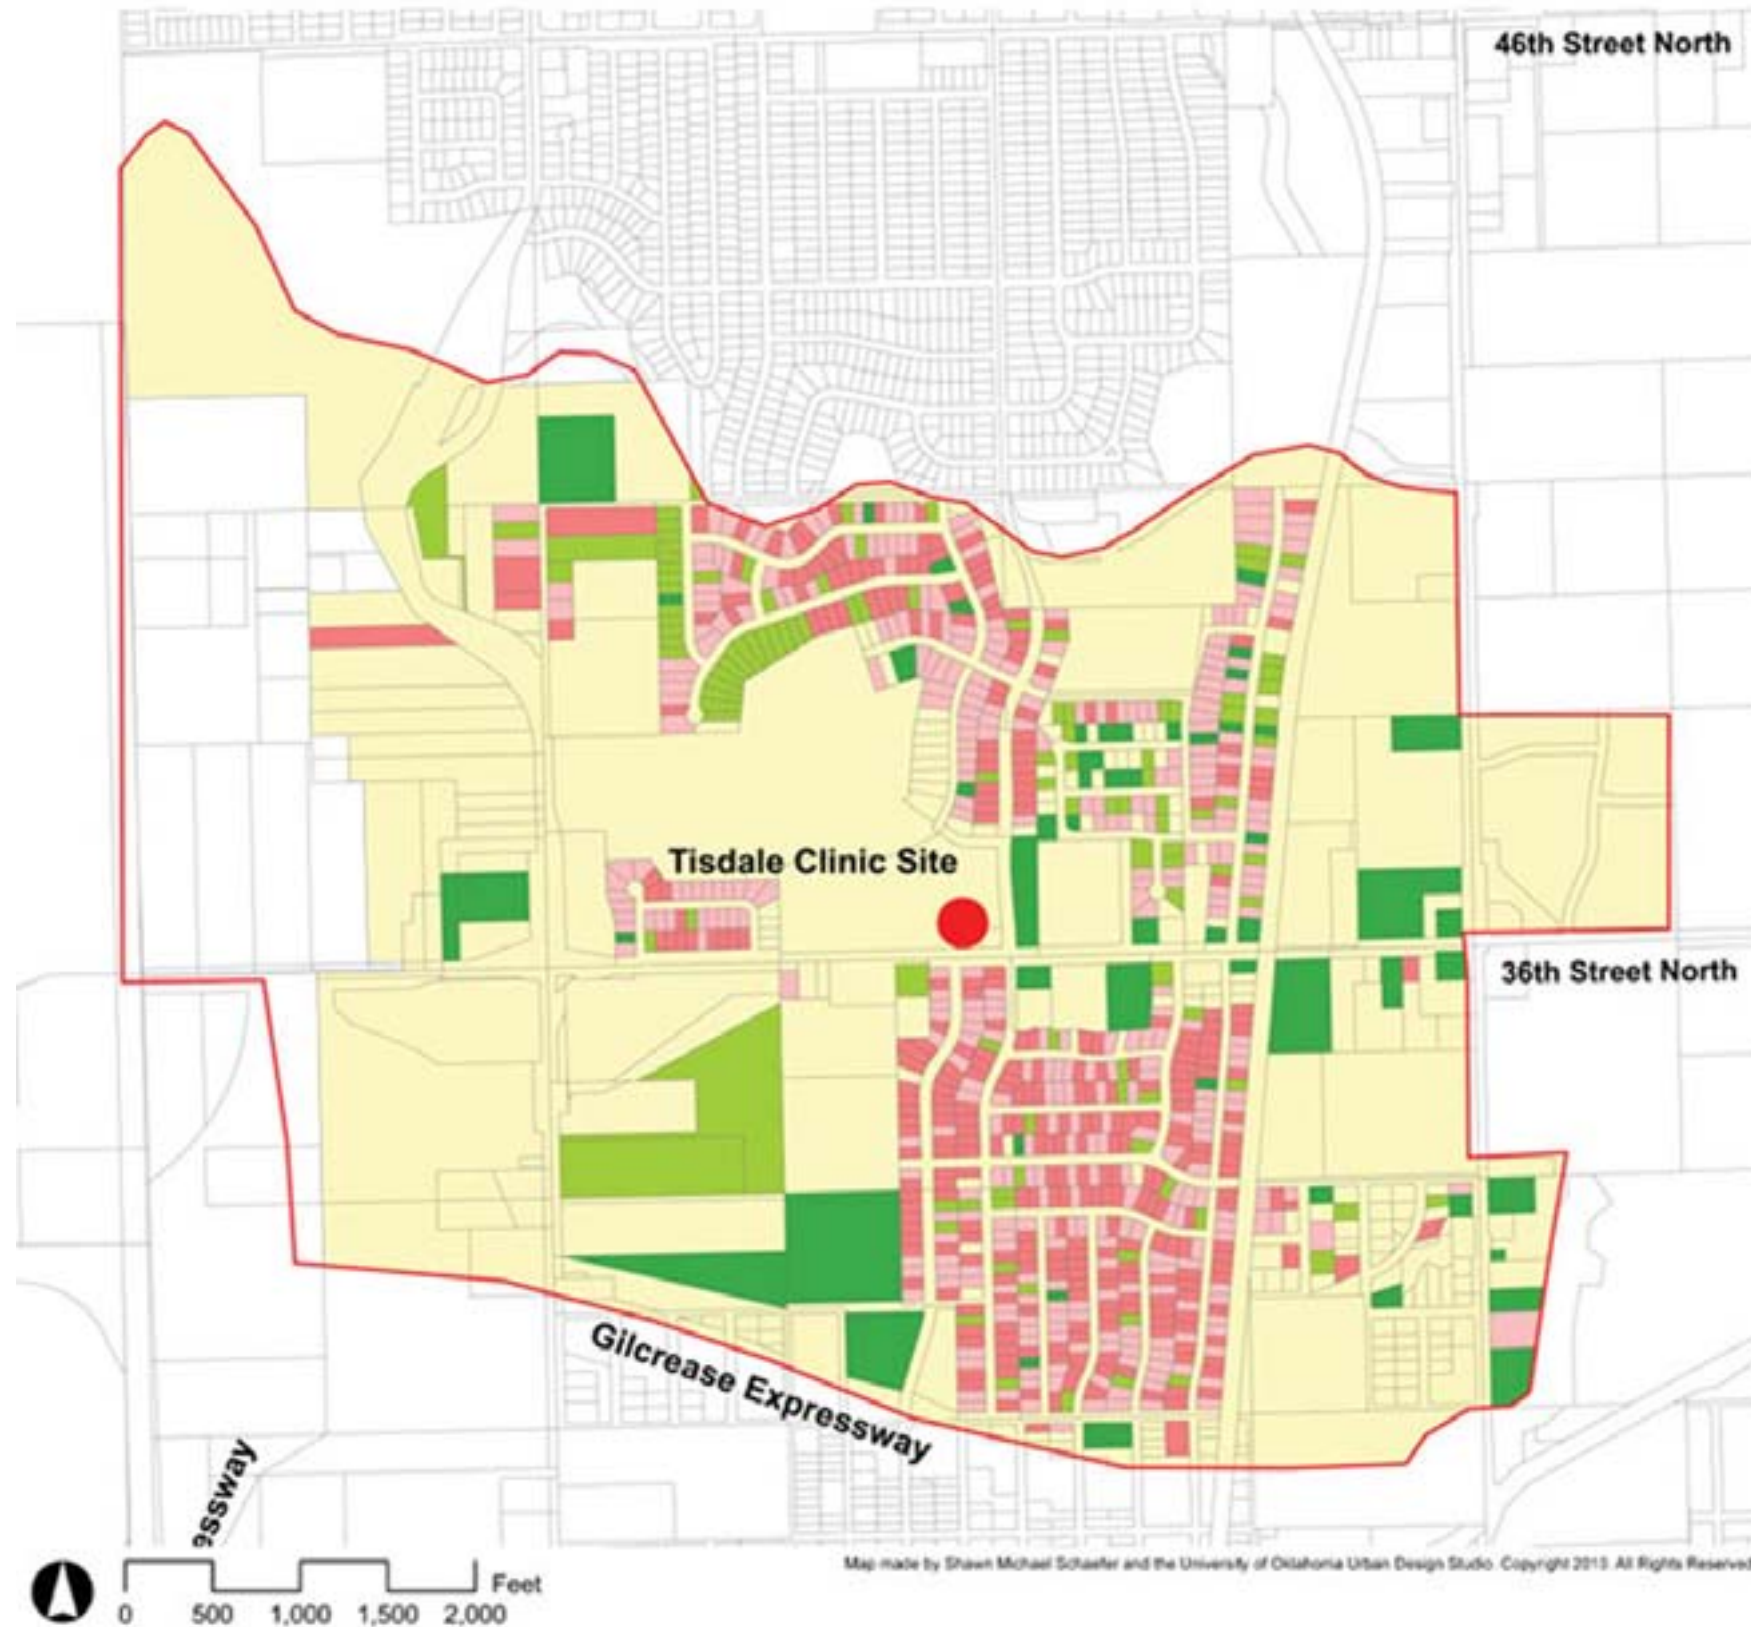 46th Street North
Tisdale Clinic Site
36th Street North
Gilcrease Expressway
essway
Map made by Shawn Michael Schaefer and the University of Oklahoma Urban Design Studio. Copyright 2013. All Rights Reserved
Feet
0 500 1,000 1,500 2,000